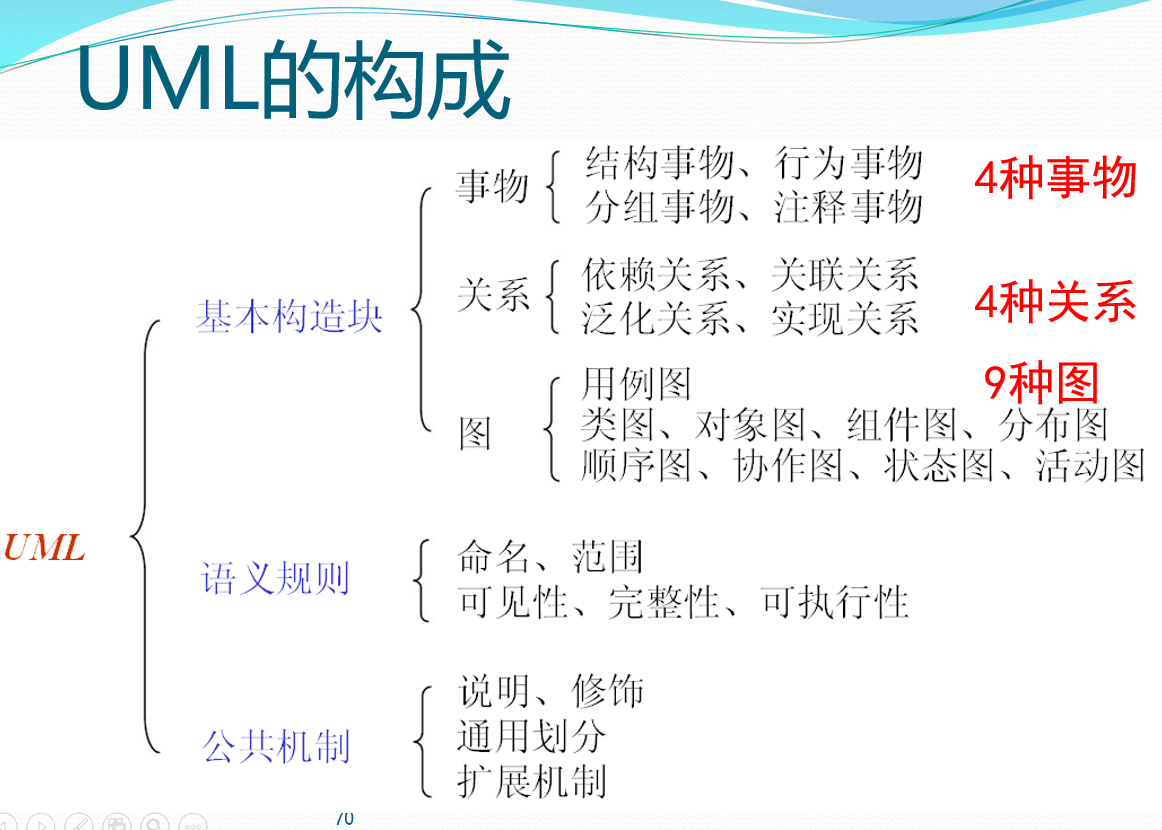 UML的构成
事物
结构事物、行为事物
分组事物、注释事物
4种事物
关系
依赖关系、关联关系
泛化关系、实现关系
4种关系
基本构造块
9种图
图
用例图
类图、对象图、组件图、分布图
顺序图、协作图、状态图、活动图
UML
语义规则
命名、范围
可见性、完整性、可执行性
公共机制
说明、修饰
通用划分
扩展机制
70